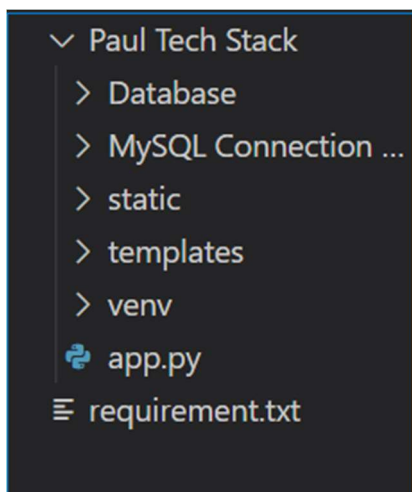 Paul Tech Stack
Database
MySQL Connection ...
static
templates
venv
app.py
requirement.txt